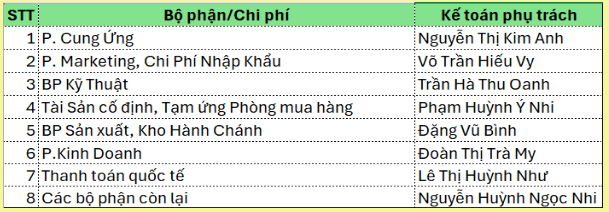 STT Bộ phận/Chi phí Kế toán phụ trách
1 P. Cung Ứng Nguyễn Thị Kim Anh
2 P. Marketing, Chi Phí Nhập Khẩu Võ Trần Hiếu Vy
3 BP Kỹ Thuật Trần Hà Thu Oanh
4 Tài Sản cố định, Tạm ứng Phòng mua hàng Phạm Huỳnh Ý Nhi
5 BP Sản xuất, Kho Hành Chánh Đặng Vũ Bình
6 P.Kinh Doanh Đoàn Thị Trà My
7 Thanh toán quốc tế Lê Thị Huỳnh Như
8 Các bộ phận còn lại Nguyễn Huỳnh Ngọc Nhi